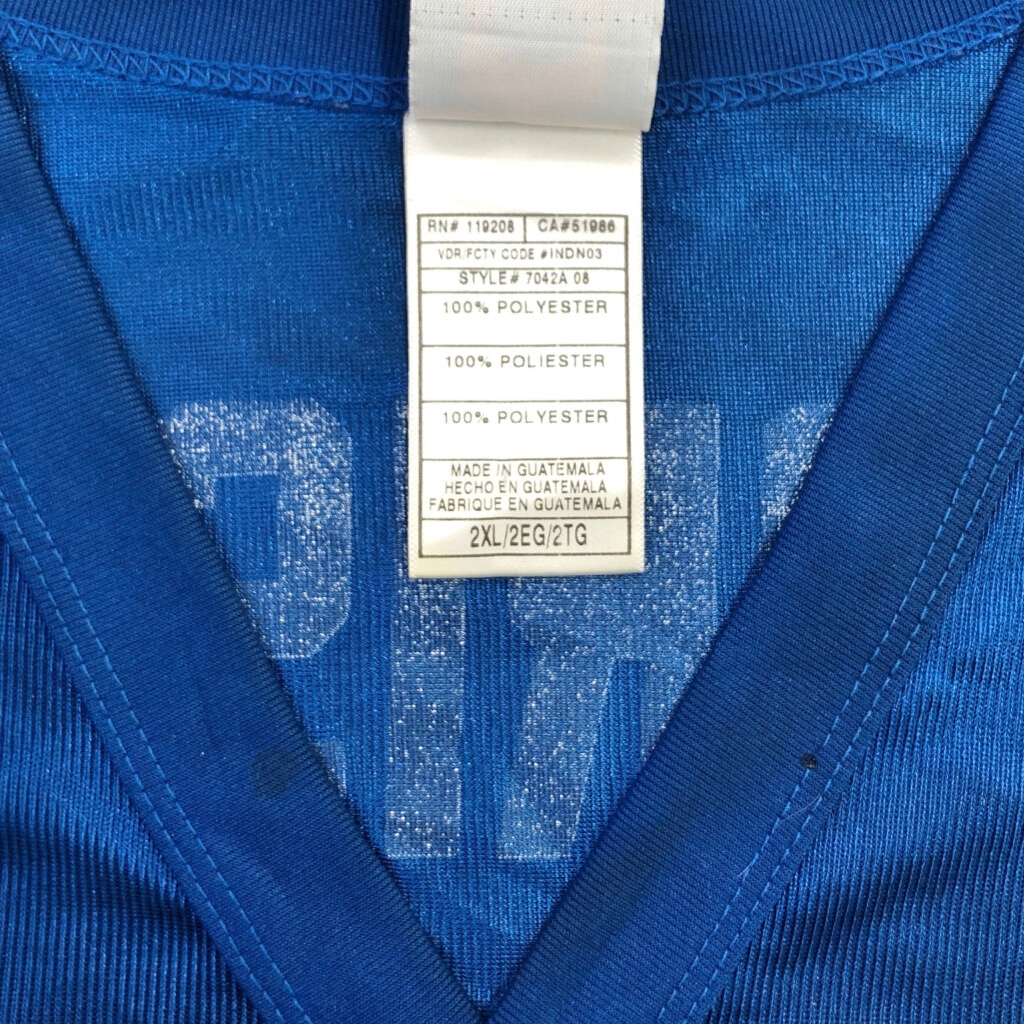 RN# 119208 CA#51986
VDR/FCTY CODE #INDN03
STYLE# 7042A 08
100% POLYESTER
100% POLIESTER
100% POLYESTER
MADE IN GUATEMALA
HECHO EN GUATEMALA
FABRIQUE EN GUATEMALA
2XL/2EG/2TG